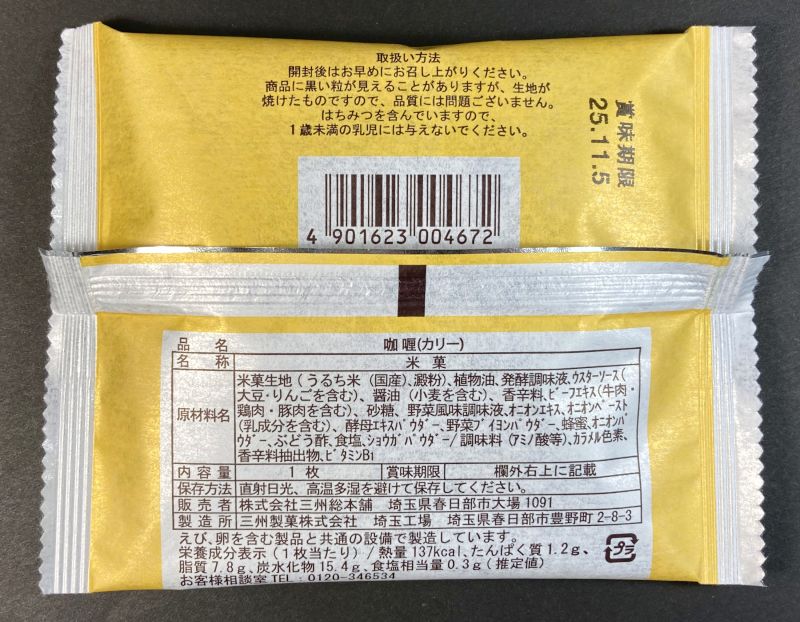 取扱い方法
開封後はお早めにお召し上がりください。
商品に黒い粒が見えることがありますが、生地が
焼けたものですので、品質には問題ございません。
はちみつを含んでいますので、
1歳未満の乳児には与えないでください。
賞味期限
25.11.5
4 901623 004672
品名 咖喱(カリー)
名称 米菓
原材料名 米菓生地(うるち米(国産)、澱粉)、植物油、発酵調味液、ウスターソース(
大豆・りんごを含む)、醤油(小麦を含む)、香辛料、ビーフエキス(牛肉・
鶏肉・豚肉を含む)、砂糖、野菜風味調味液、オニオンエキス、オニオンペースト
(乳成分を含む)、酵母エキスパウダー、野菜ブイヨンパウダー、蜂蜜、オニオンパ
ウダー、ぶどう酢、食塩、ショウガパウダー/調味料(アミノ酸等)、カラメル色素、
香辛料抽出物、ビタミンB1
内容量 1枚 賞味期限 欄外右上に記載
保存方法 直射日光、高温多湿を避けて保存してください。
販売者 株式会社三州総本舗 埼玉県春日部市大場1091
製造所 三州製菓株式会社 埼玉工場 埼玉県春日部市豊野町2-8-3
えび、卵を含む製品と共通の設備で製造しています。
栄養成分表示(1枚当たり)/熱量137kcal、たんぱく質1.2g、
脂質7.8g、炭水化物15.4g、食塩相当量0.3g(推定値)
お客様相談室TEL:0120-346534
プラ